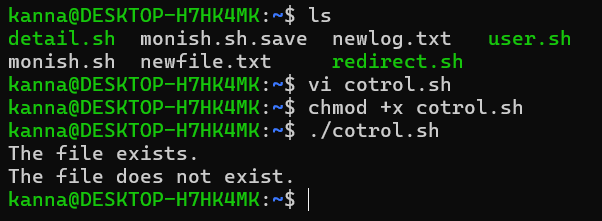 kanna@DESKTOP-H7HK4MK:~$ ls
detail.sh  monish.sh.save  newlog.txt   user.sh
monish.sh  newfile.txt     redirect.sh
kanna@DESKTOP-H7HK4MK:~$ vi cotrol.sh
kanna@DESKTOP-H7HK4MK:~$ chmod +x cotrol.sh
kanna@DESKTOP-H7HK4MK:~$ ./cotrol.sh
The file exists.
The file does not exist.
kanna@DESKTOP-H7HK4MK:~$